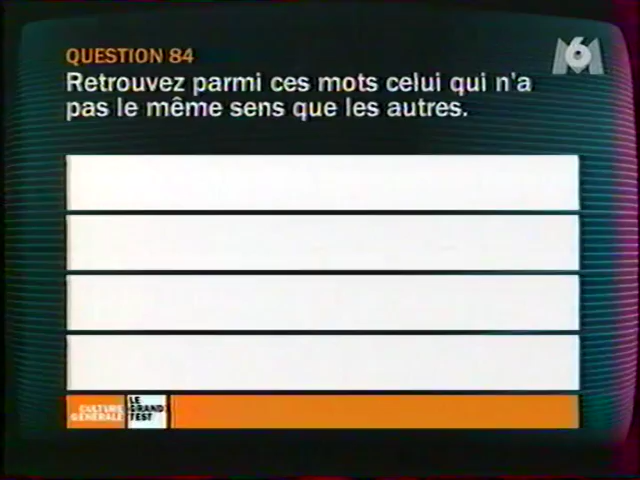 QUESTION 84
M6
Retrouvez parmi ces mots celui qui n'a
pas le même sens que les autres.
CULTURE
GÉNÉRALE
LE
GRAND
TEST